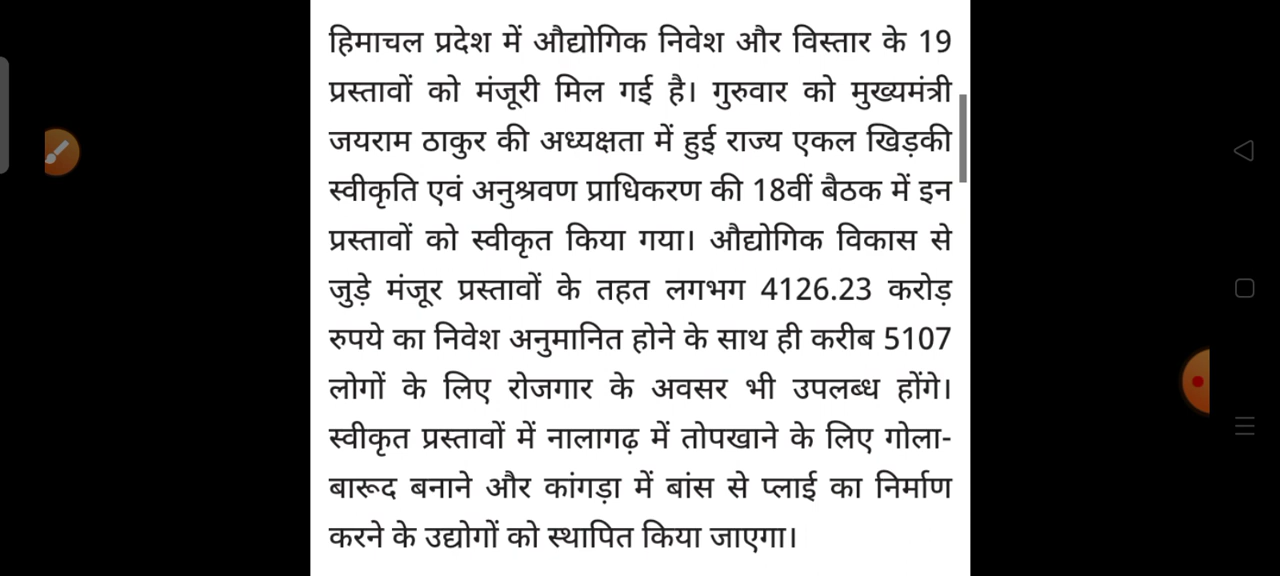 हिमाचल प्रदेश में औद्योगिक निवेश और विस्तार के 19
प्रस्तावों को मंजूरी मिल गई है। गुरुवार को मुख्यमंत्री
जयराम ठाकुर की अध्यक्षता में हुई राज्य एकल खिड़की
स्वीकृति एवं अनुश्रवण प्राधिकरण की 18वीं बैठक में इन
प्रस्तावों को स्वीकृत किया गया। औद्योगिक विकास से
जुड़े मंजूर प्रस्तावों के तहत लगभग 4126.23 करोड़
रुपये का निवेश अनुमानित होने के साथ ही करीब 5107
लोगों के लिए रोजगार के अवसर भी उपलब्ध होंगे।
स्वीकृत प्रस्तावों में नालागढ़ में तोपखाने के लिए गोला-
बारूद बनाने और कांगड़ा में बांस से प्लाई का निर्माण
करने के उद्योगों को स्थापित किया जाएगा।